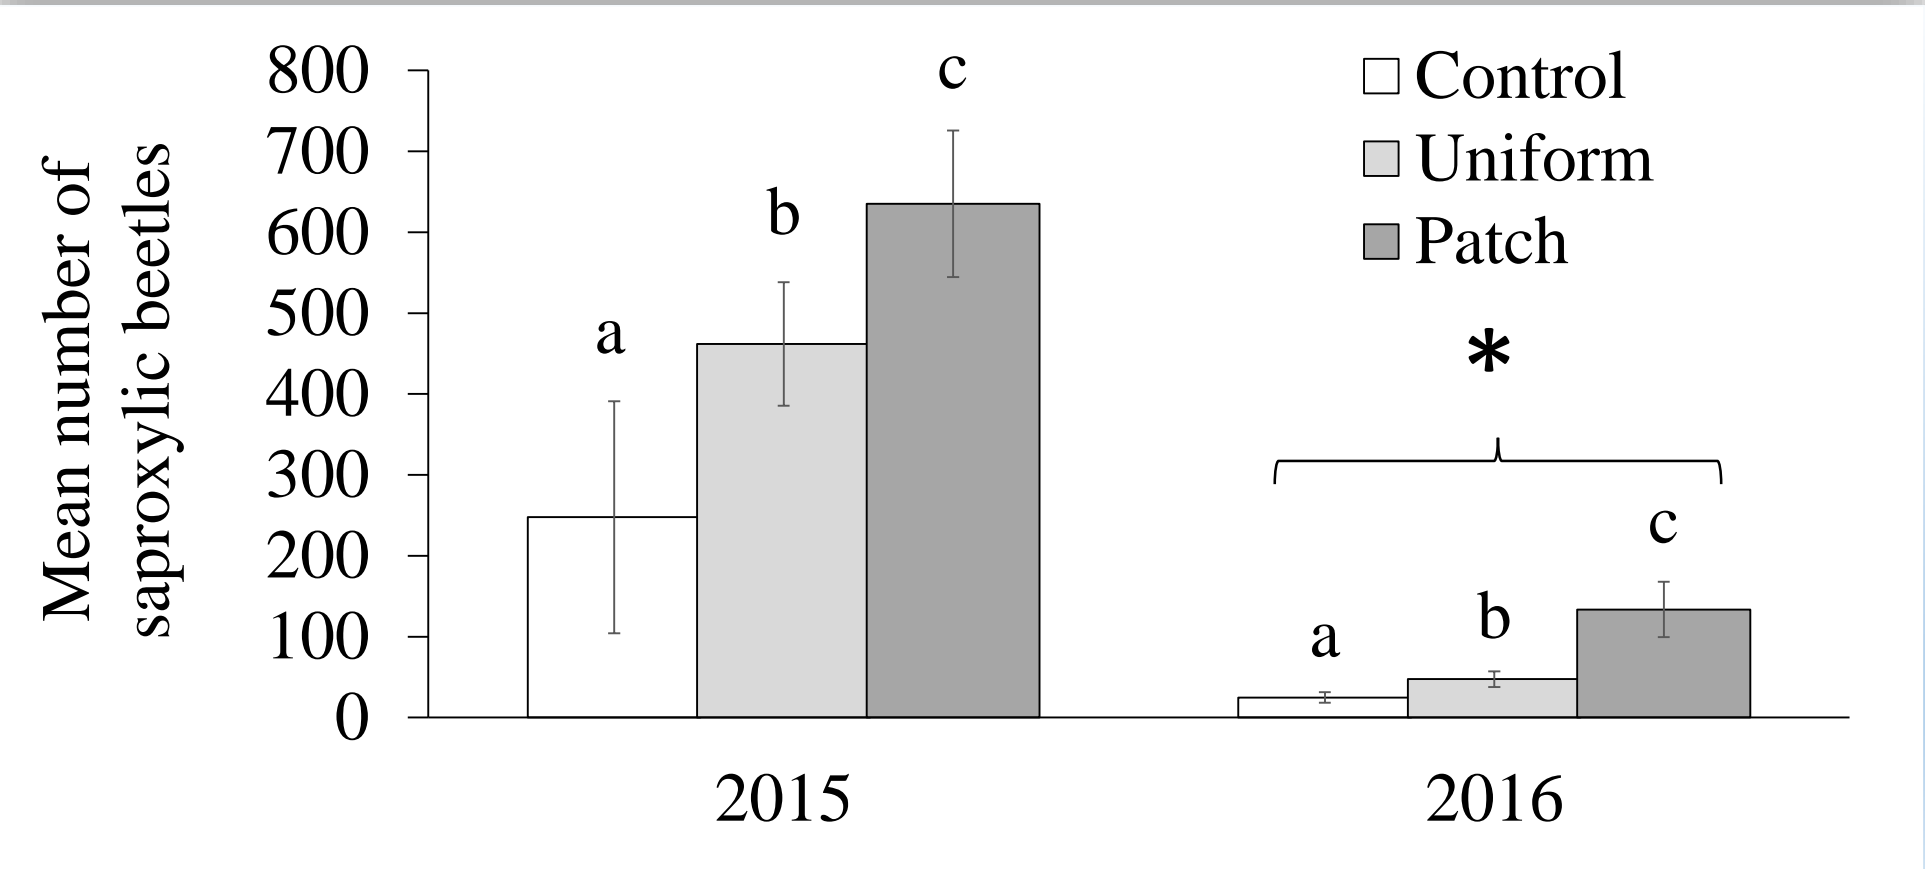 Mean number of
saproxylic beetles
800
700
600
500
400
300
200
100
0
a
b
c
Control
Uniform
Patch
*
a
b
c
2015
2016